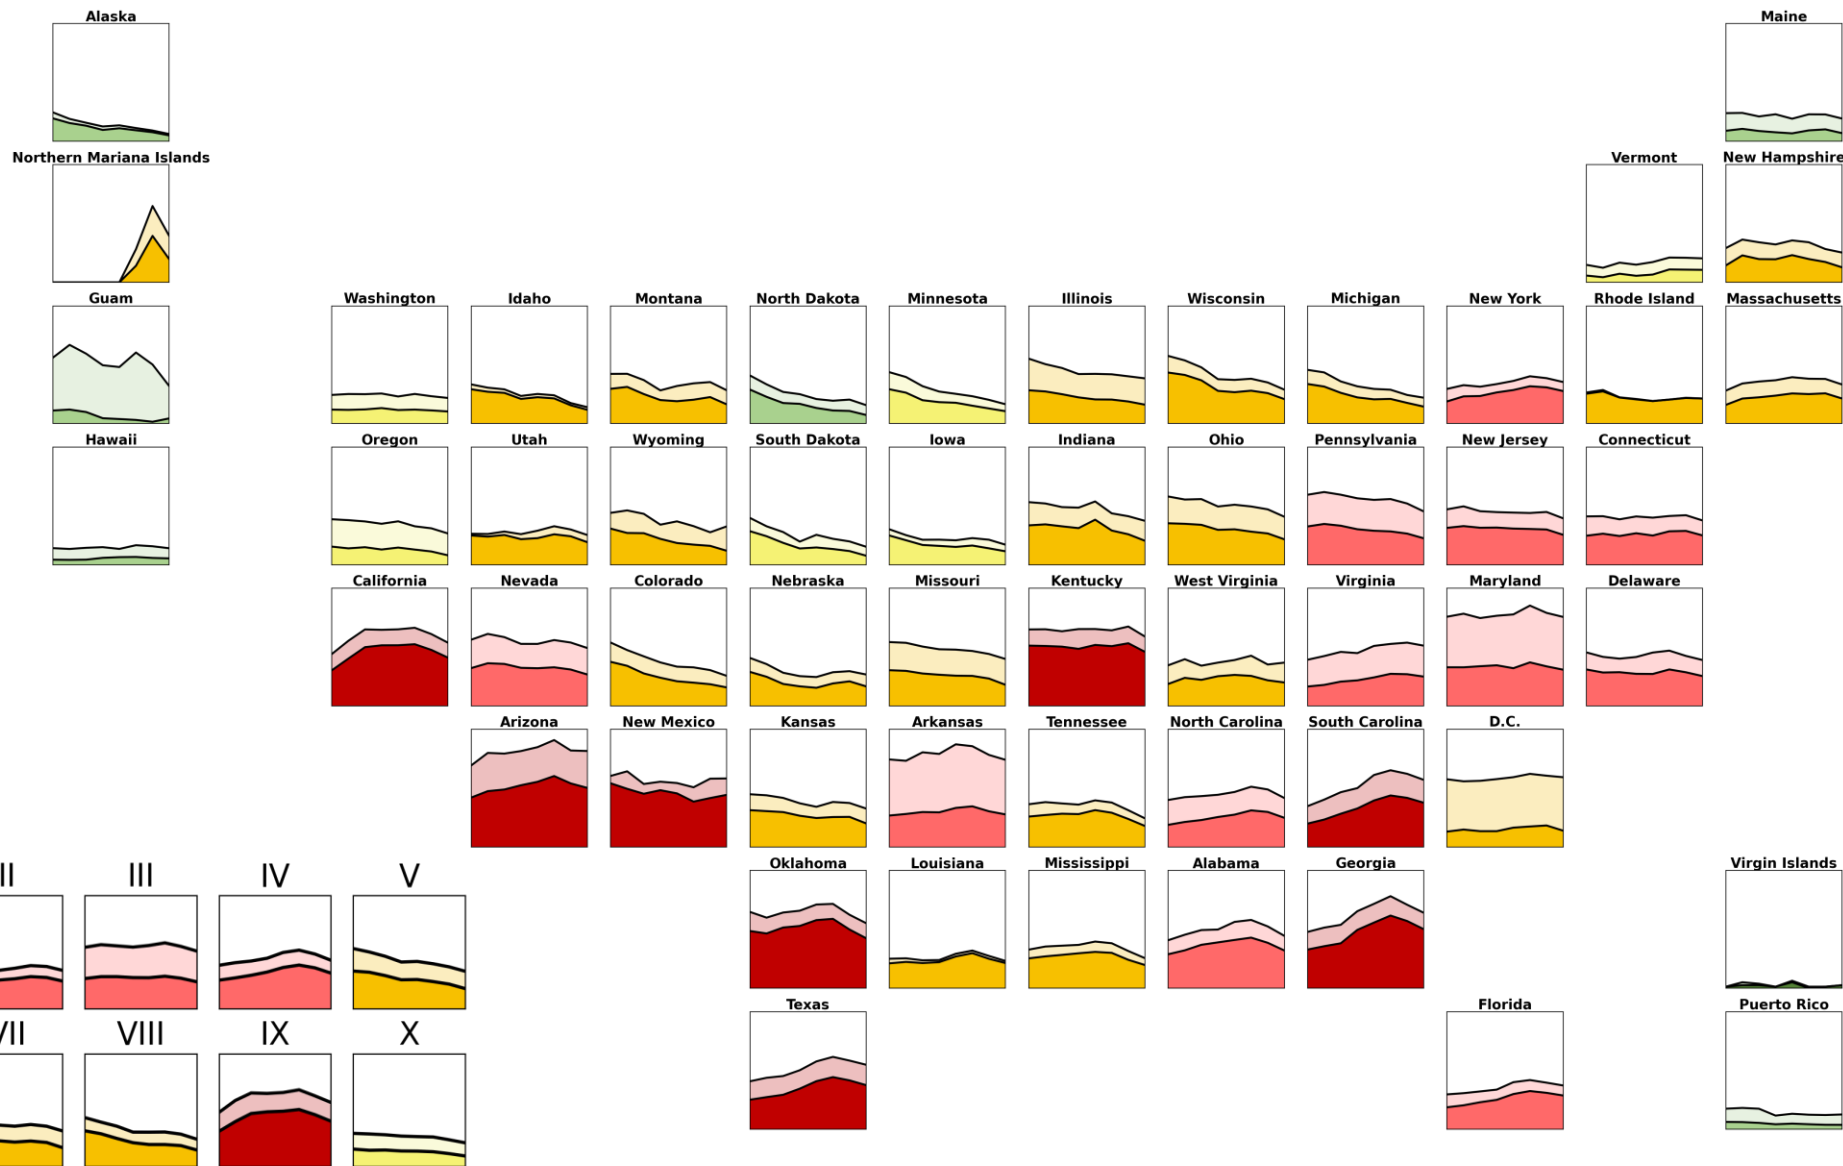 Alaska Maine
Northern Mariana Islands Vermont New Hampshire
Guam Washington Idaho Montana North Dakota Minnesota Illinois Wisconsin Michigan New York Rhode Island Massachusetts
Hawaii Oregon Utah Wyoming South Dakota Iowa Indiana Ohio Pennsylvania New Jersey Connecticut
California Nevada Colorado Nebraska Missouri Kentucky West Virginia Virginia Maryland Delaware
Arizona New Mexico Kansas Arkansas Tennessee North Carolina South Carolina D.C.
Oklahoma Louisiana Mississippi Alabama Georgia Virgin Islands
II III IV V
Texas Florida Puerto Rico
VII VIII IX X